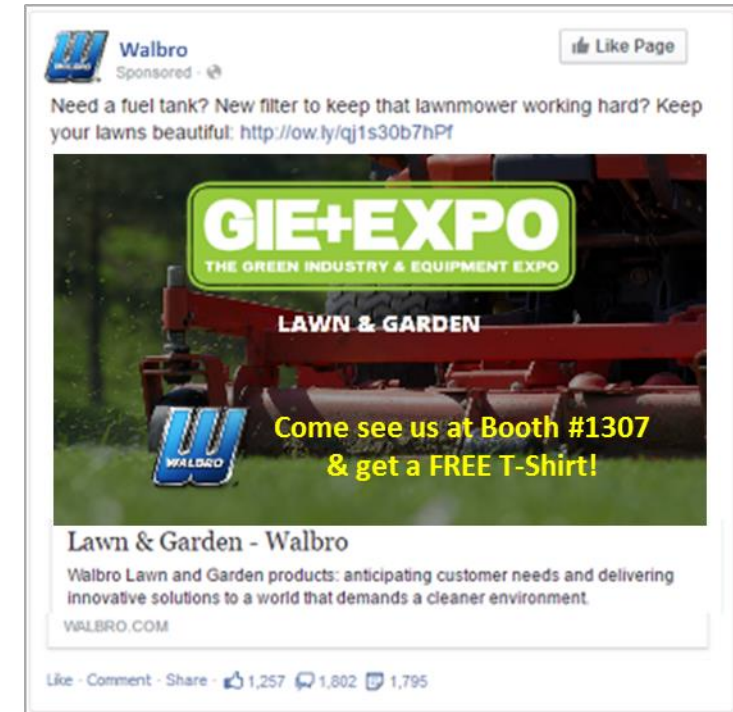 Walbro
Sponsored ·
Like Page
Need a fuel tank? New filter to keep that lawnmower working hard? Keep
your lawns beautiful: http://ow.ly/qj1s30b7hPf
GIE+EXPO
THE GREEN INDUSTRY & EQUIPMENT EXPO
LAWN & GARDEN
WALBRO
Come see us at Booth #1307
& get a FREE T-Shirt!
Lawn & Garden - Walbro
Walbro Lawn and Garden products: anticipating customer needs and delivering
innovative solutions to a world that demands a cleaner environment.
WALBRO.COM
Like · Comment · Share · 1,257 1,802 1,795